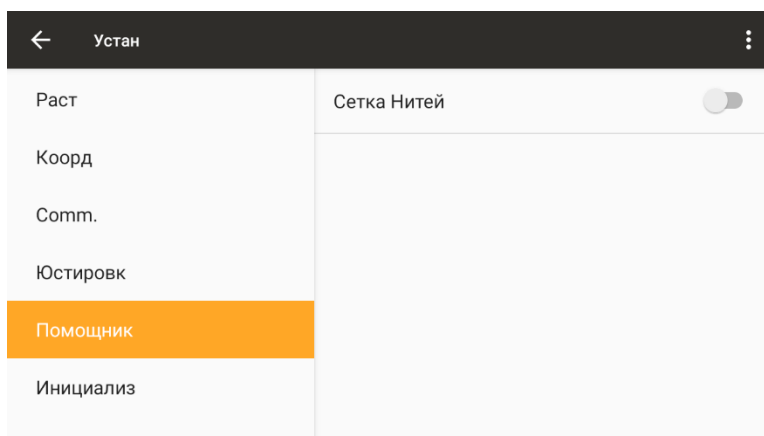 Устан
Раст
Сетка Нитей
Коорд
Comm.
Юстировк
Помощник
Инициализ